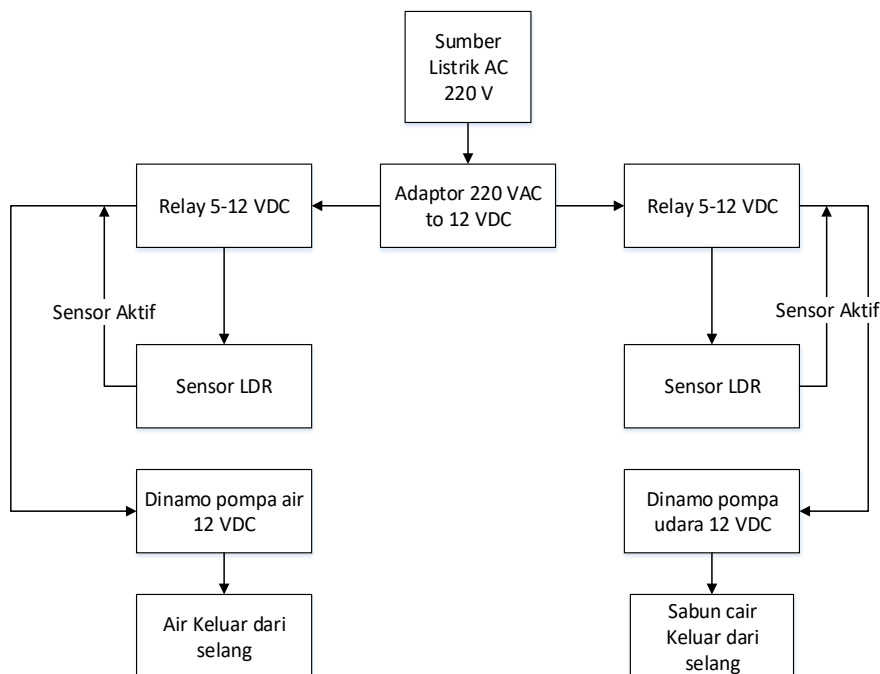 Sumber
Listrik AC
220 V
Relay 5-12 VDC
Adaptor 220 VAC
to 12 VDC
Relay 5-12 VDC
Sensor Aktif
Sensor Aktif
Sensor LDR
Sensor LDR
Dinamo pompa air
12 VDC
Dinamo pompa
udara 12 VDC
Air Keluar dari
selang
Sabun cair
Keluar dari
selang